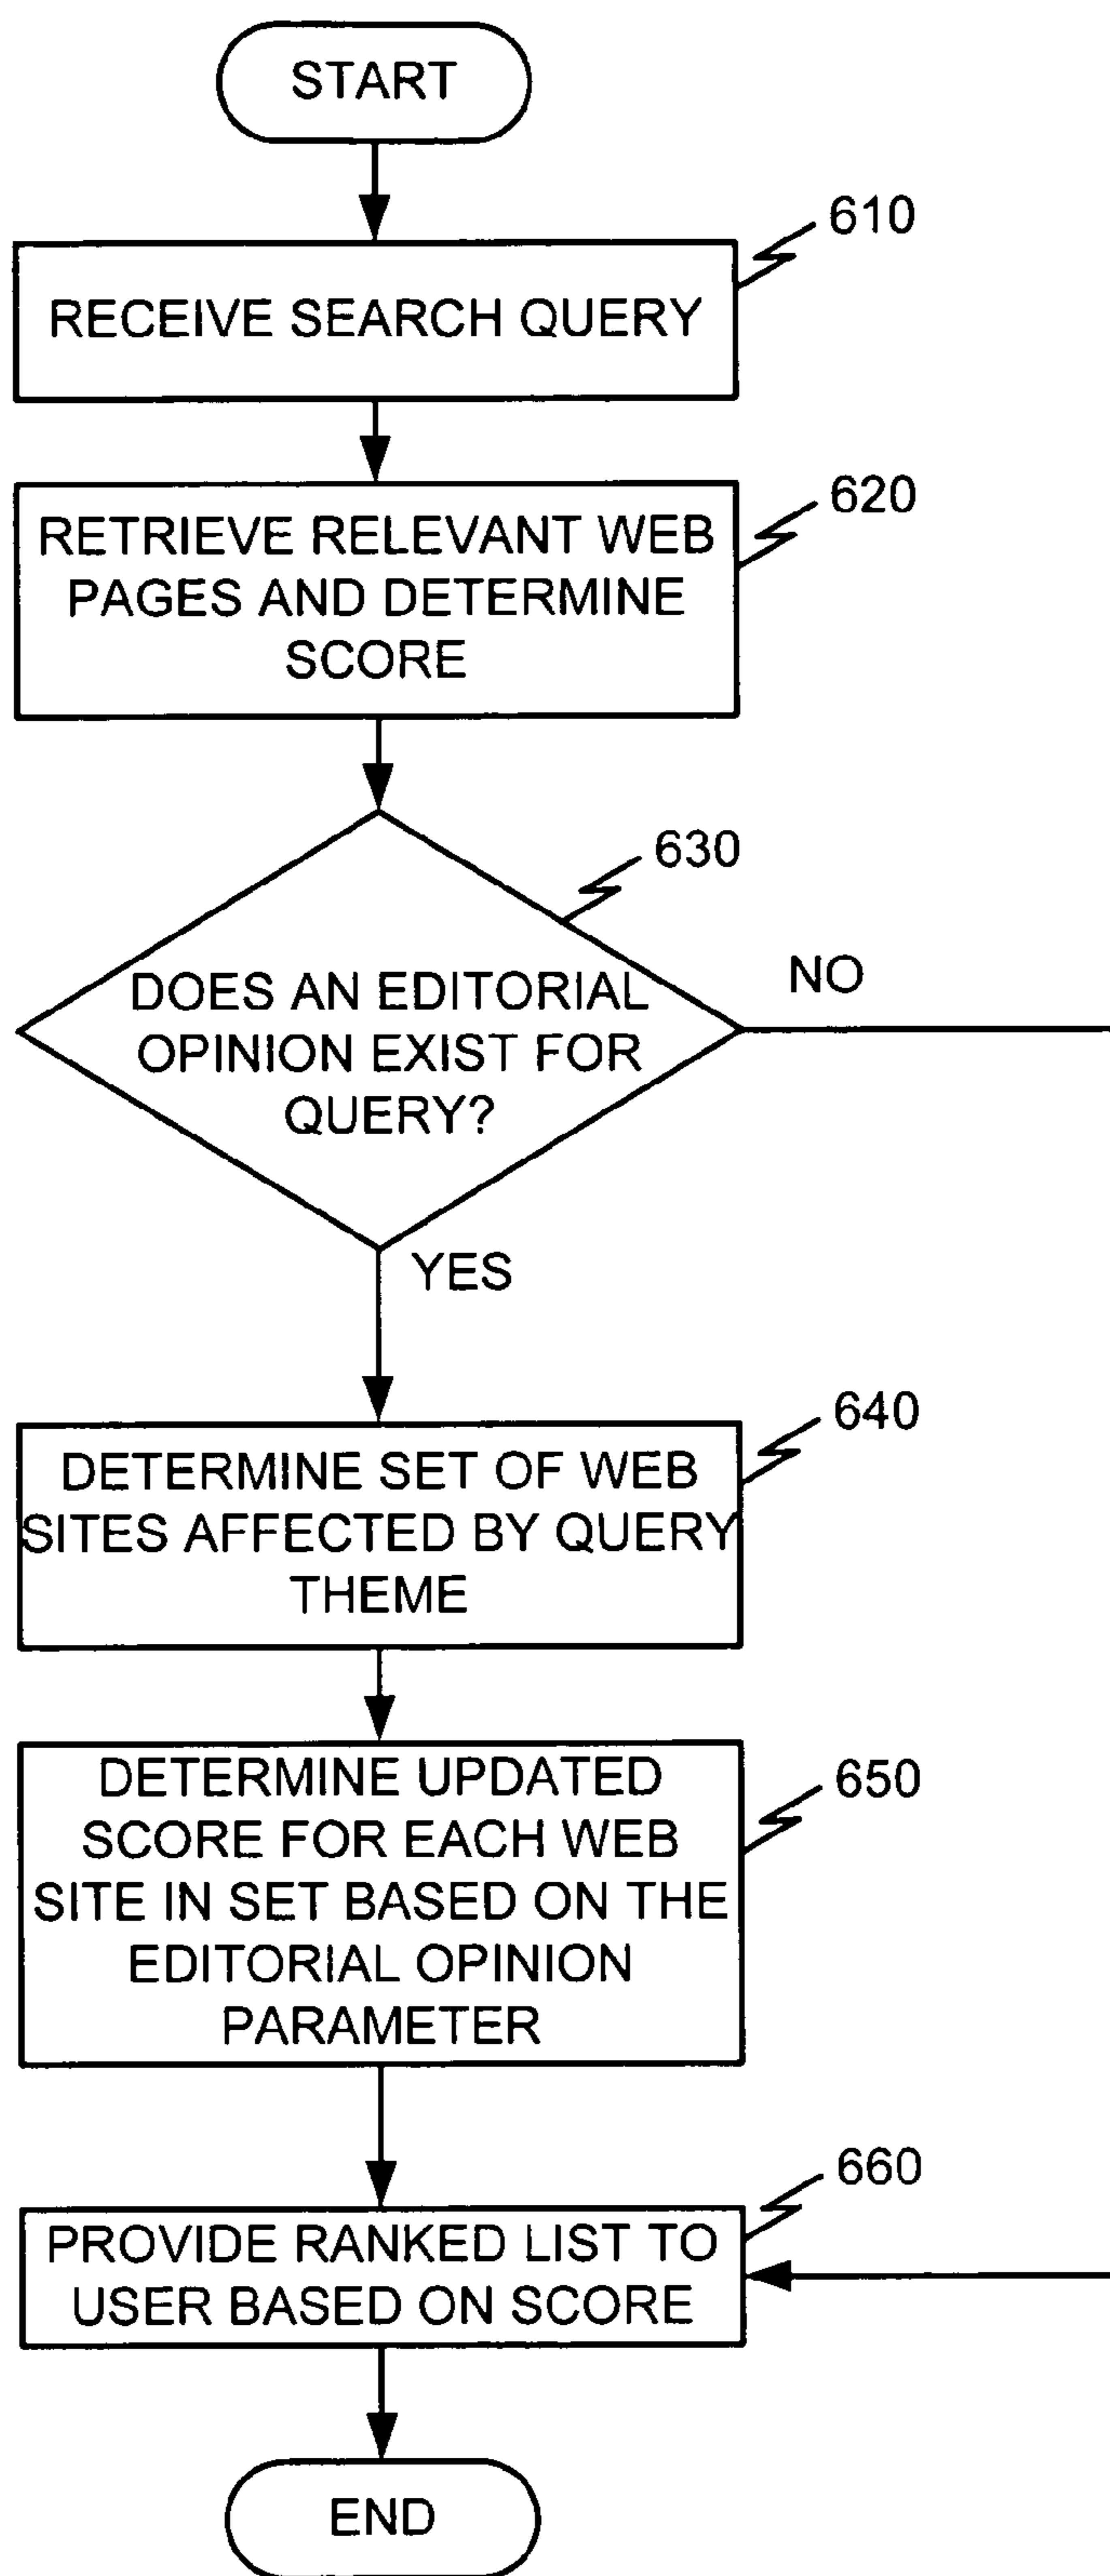 START
610
RECEIVE SEARCH QUERY
620
RETRIEVE RELEVANT WEB
PAGES AND DETERMINE
SCORE
630
DOES AN EDITORIAL
OPINION EXIST FOR
QUERY?
NO
YES
640
DETERMINE SET OF WEB
SITES AFFECTED BY QUERY
THEME
650
DETERMINE UPDATED
SCORE FOR EACH WEB
SITE IN SET BASED ON THE
EDITORIAL OPINION
PARAMETER
660
PROVIDE RANKED LIST TO
USER BASED ON SCORE
END